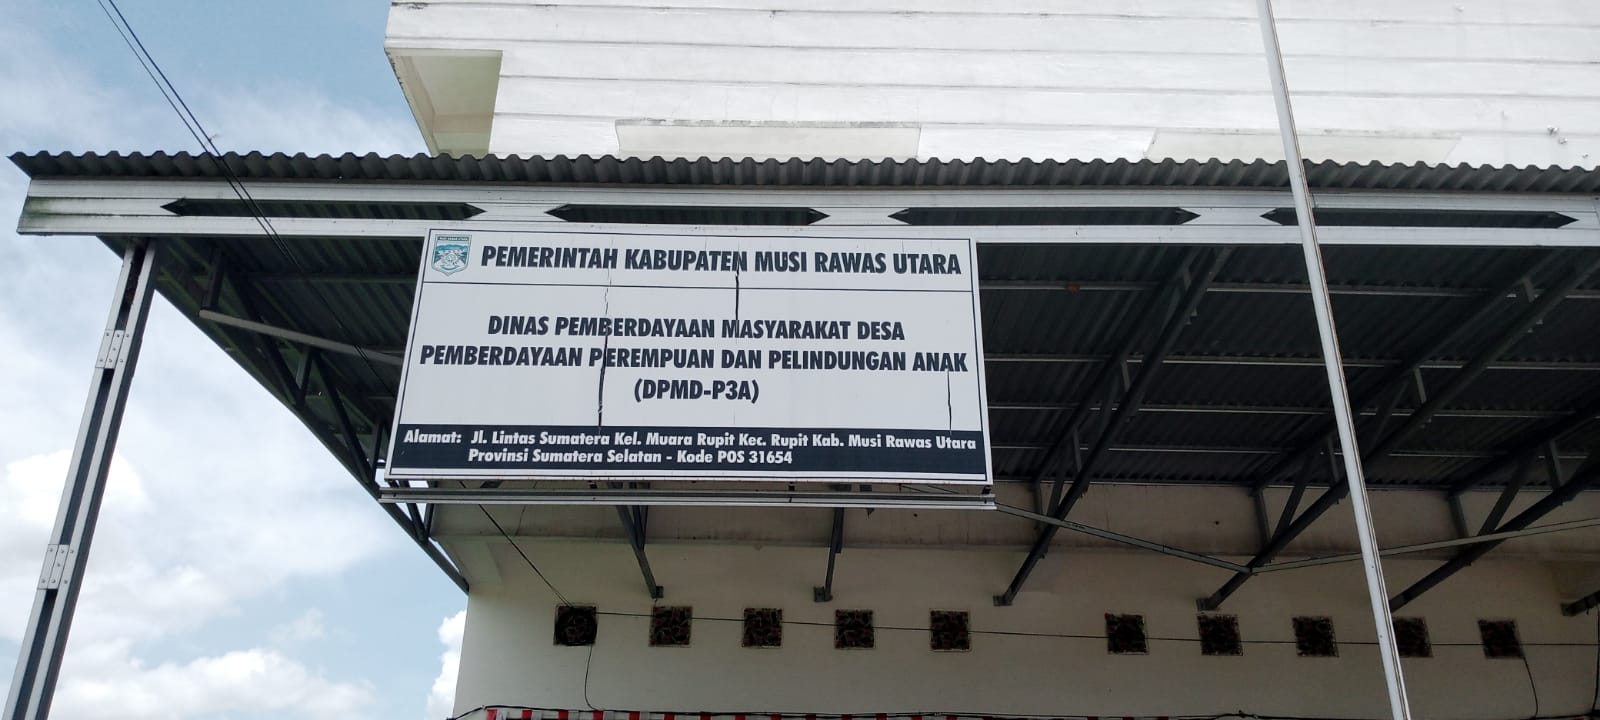 PEMERINTAH KABUPATEN MUSI RAWAS UTARA
DINAS PEMBERDAYAAN MASYARAKAT DESA
PEMBERDAYAAN PEREMPUAN DAN PELINDUNGAN ANAK
(DPMD-P3A)
Alamat: Jl. Lintas Sumatera Kel. Muara Rupit Kec. Rupit Kab. Musi Rawas Utara
Provinsi Sumatera Selatan - Kode POS 31654